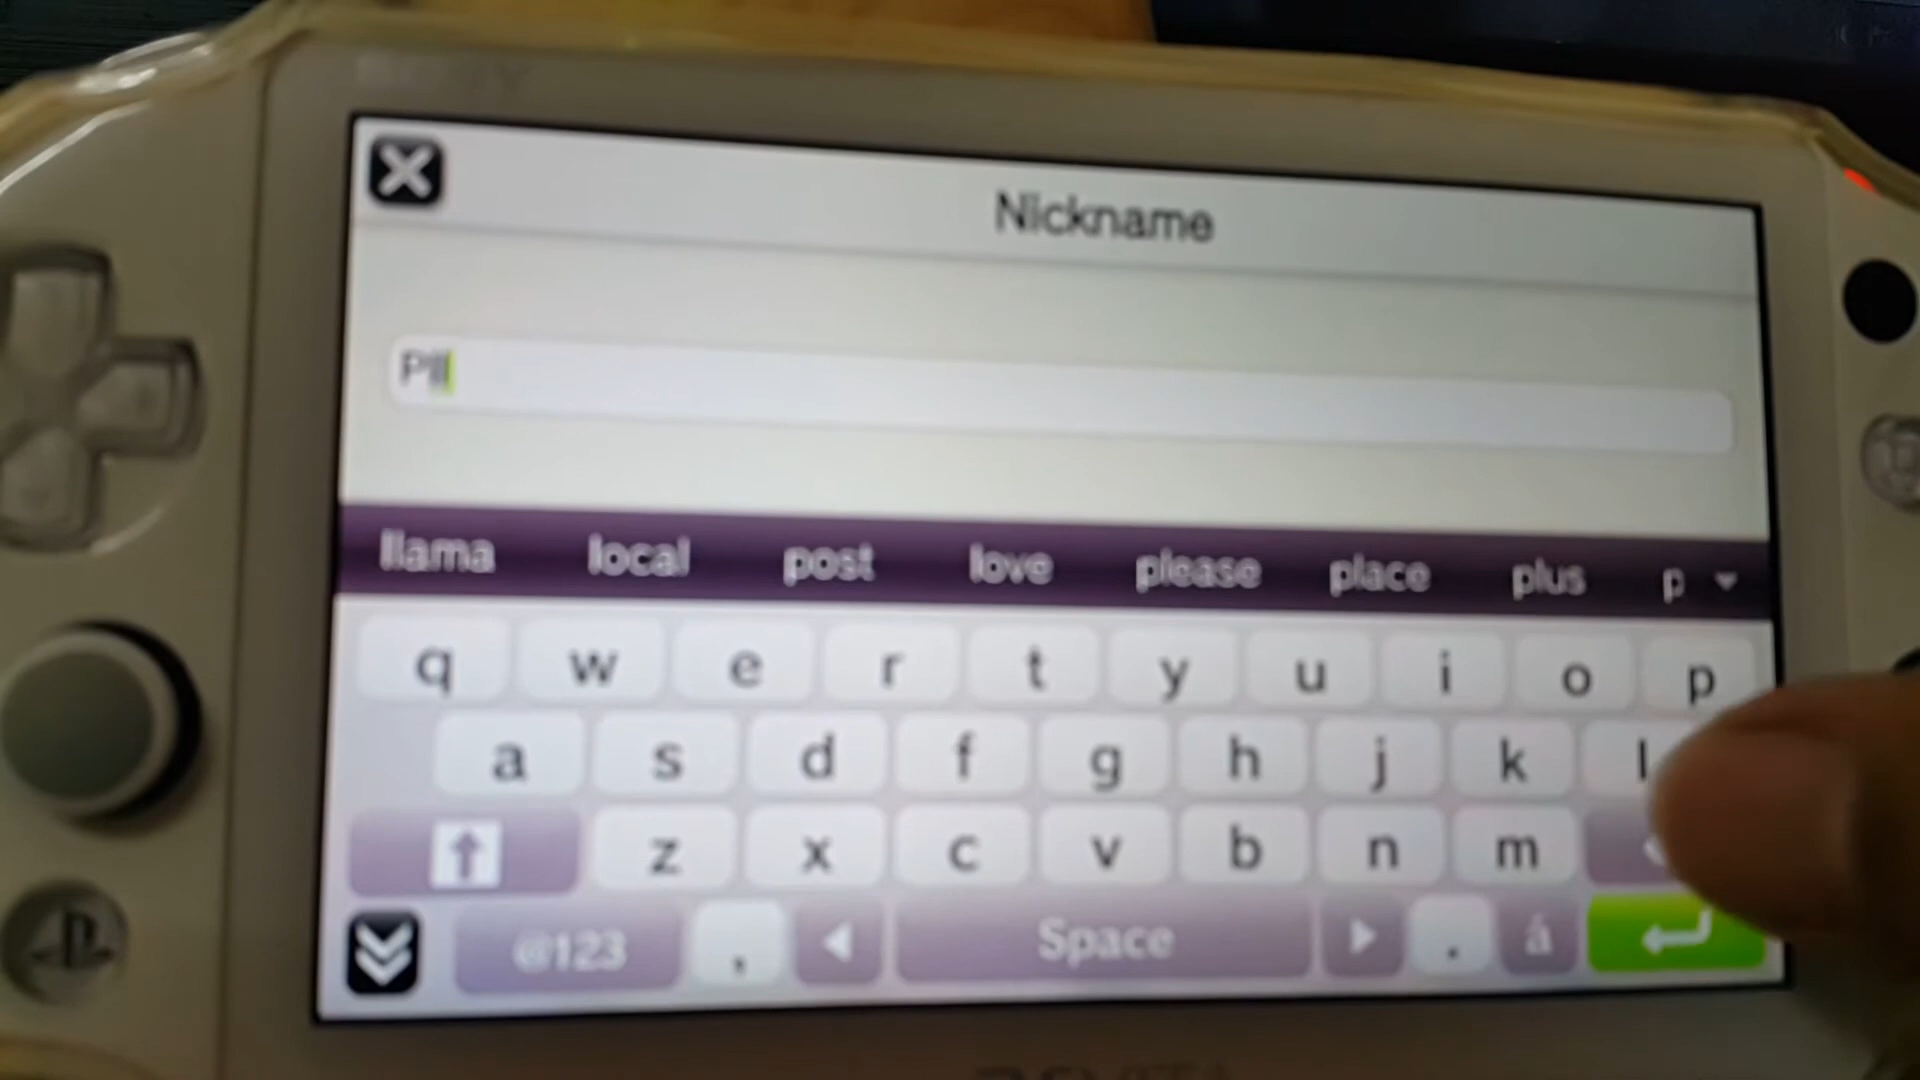 Nickname
Pll
llama local post love please place plus p
q w e r t y u i o p
a s d f g h j k l
z x c v b n m
@123 , Space . á